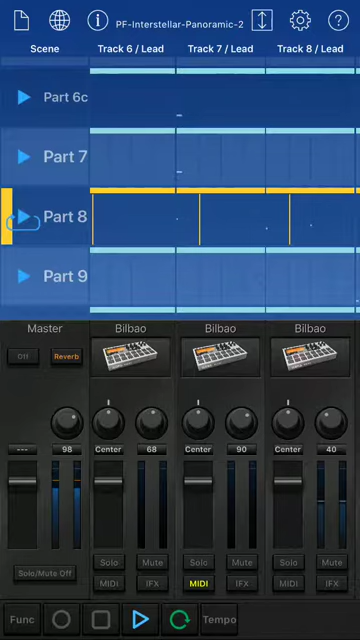 PF-Interstellar-Panoramic-2
Scene Track 6 / Lead Track 7 / Lead Track 8 / Lead
Part 6c
Part 7
Part 8
Part 9
Master Bilbao Bilbao Bilbao
Off Reverb
--- 98 Center 68 Center 90 Center 40
Solo Mute Solo Mute Solo Mute
Solo/Mute Off MIDI IFX MIDI IFX MIDI IFX
Func Tempo